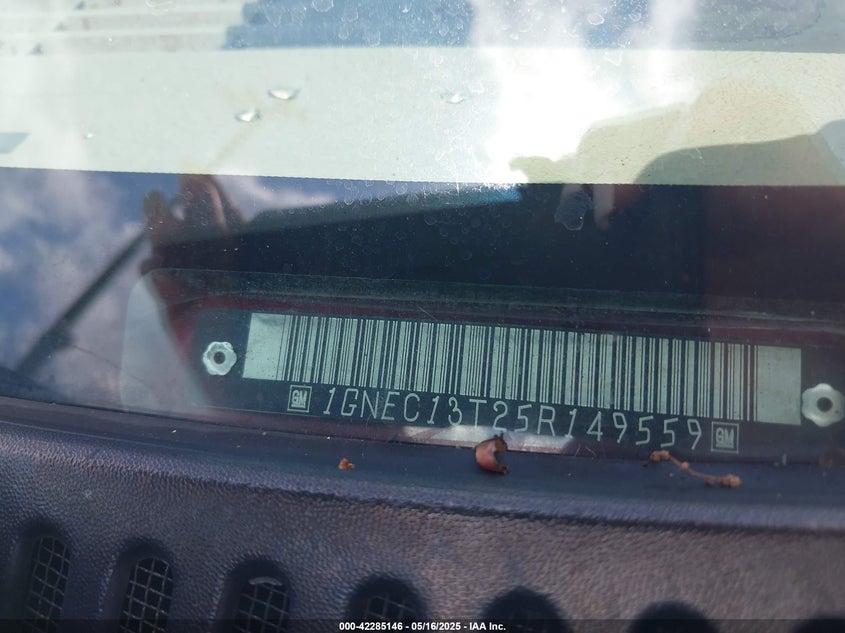 GM 1GNEC13T25R149559 GM
000-42285146 - 05/16/2025 - IAA Inc.